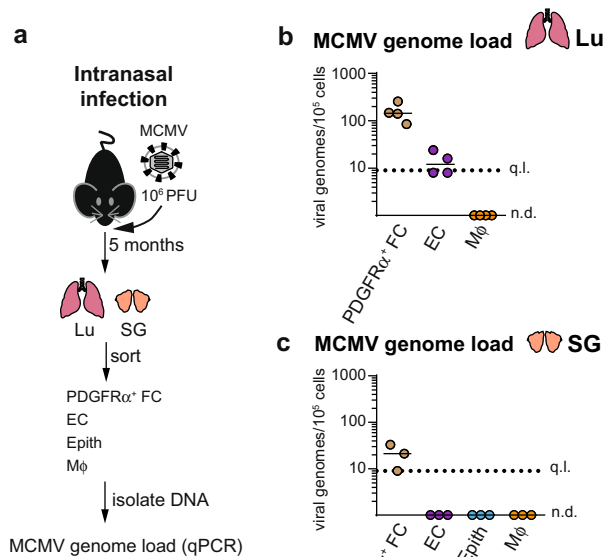 a
Intranasal
infection
MCMV
10⁶ PFU
5 months
Lu SG
sort
PDGFRα⁺ FC
EC
Epith
Mϕ
isolate DNA
MCMV genome load (qPCR)
b MCMV genome load Lu
viral genomes/10⁵ cells
1000
100
10
q.l.
n.d.
PDGFRα⁺ FC
EC
Mϕ
c MCMV genome load SG
viral genomes/10⁵ cells
1000
100
10
q.l.
n.d.
⁺ FC
EC
Epith
Mϕ